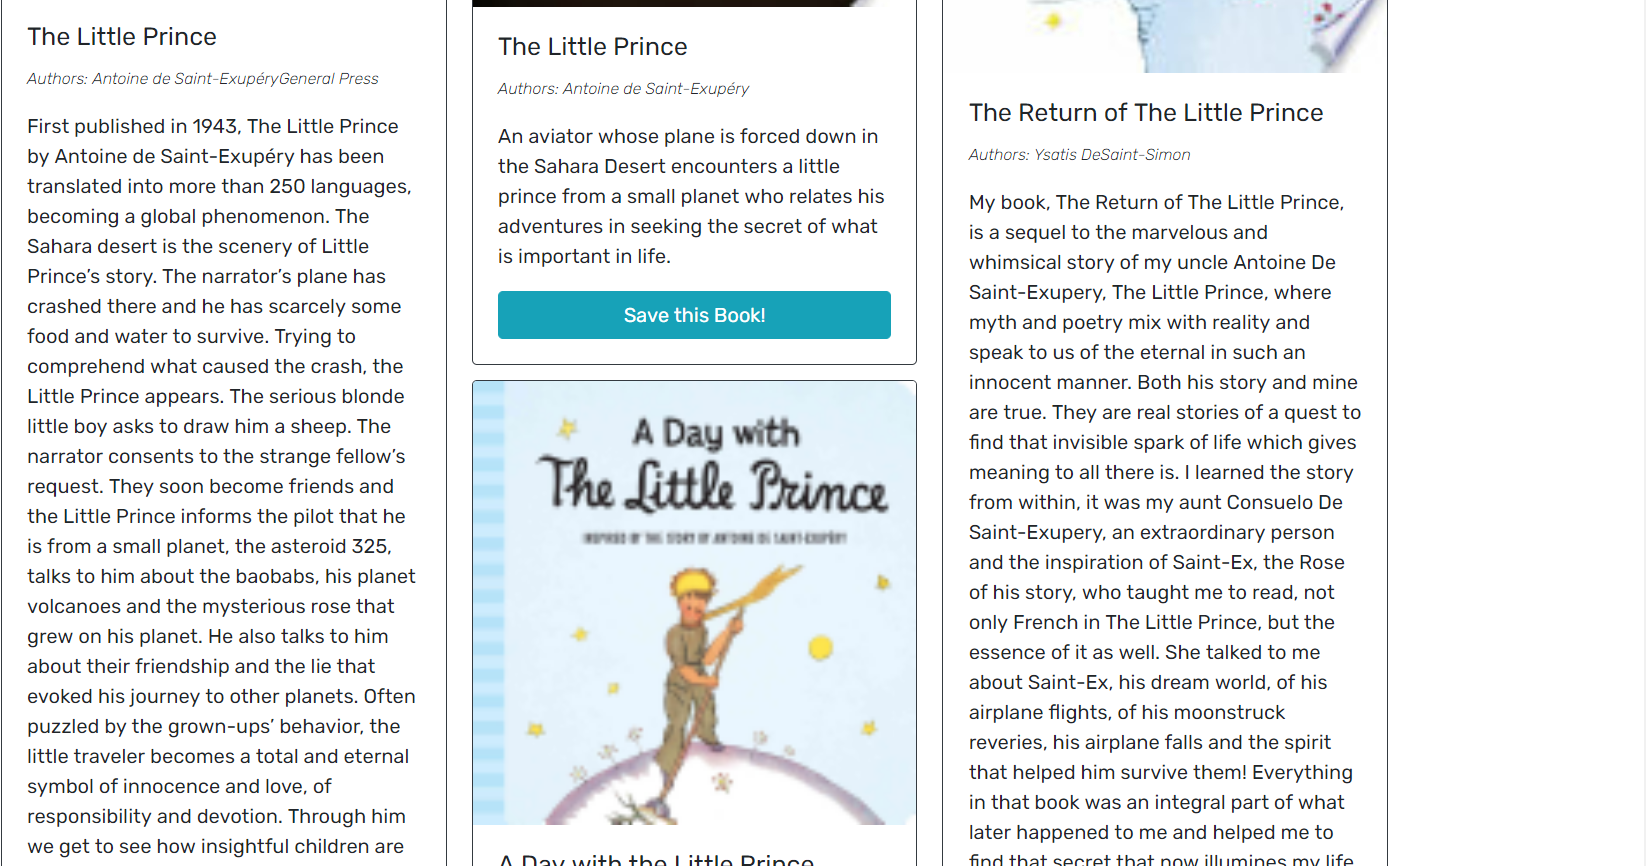 The Little Prince
Authors: Antoine de Saint-ExupéryGeneral Press
First published in 1943, The Little Prince
by Antoine de Saint-Exupéry has been
translated into more than 250 languages,
becoming a global phenomenon. The
Sahara desert is the scenery of Little
Prince’s story. The narrator’s plane has
crashed there and he has scarcely some
food and water to survive. Trying to
comprehend what caused the crash, the
Little Prince appears. The serious blonde
little boy asks to draw him a sheep. The
narrator consents to the strange fellow’s
request. They soon become friends and
the Little Prince informs the pilot that he
is from a small planet, the asteroid 325,
talks to him about the baobabs, his planet
volcanoes and the mysterious rose that
grew on his planet. He also talks to him
about their friendship and the lie that
evoked his journey to other planets. Often
puzzled by the grown-ups’ behavior, the
little traveler becomes a total and eternal
symbol of innocence and love, of
responsibility and devotion. Through him
we get to see how insightful children are
The Little Prince
Authors: Antoine de Saint-Exupéry
An aviator whose plane is forced down in
the Sahara Desert encounters a little
prince from a small planet who relates his
adventures in seeking the secret of what
is important in life.
Save this Book!
A Day with
The Little Prince
INSPIRED BY THE STORY BY ANTOINE DE SAINT-EXUPÉRY
A Day with the Little Prince
The Return of The Little Prince
Authors: Ysatis DeSaint-Simon
My book, The Return of The Little Prince,
is a sequel to the marvelous and
whimsical story of my uncle Antoine De
Saint-Exupery, The Little Prince, where
myth and poetry mix with reality and
speak to us of the eternal in such an
innocent manner. Both his story and mine
are true. They are real stories of a quest to
find that invisible spark of life which gives
meaning to all there is. I learned the story
from within, it was my aunt Consuelo De
Saint-Exupery, an extraordinary person
and the inspiration of Saint-Ex, the Rose
of his story, who taught me to read, not
only French in The Little Prince, but the
essence of it as well. She talked to me
about Saint-Ex, his dream world, of his
airplane flights, of his moonstruck
reveries, his airplane falls and the spirit
that helped him survive them! Everything
in that book was an integral part of what
later happened to me and helped me to
find that secret that now illumines my life